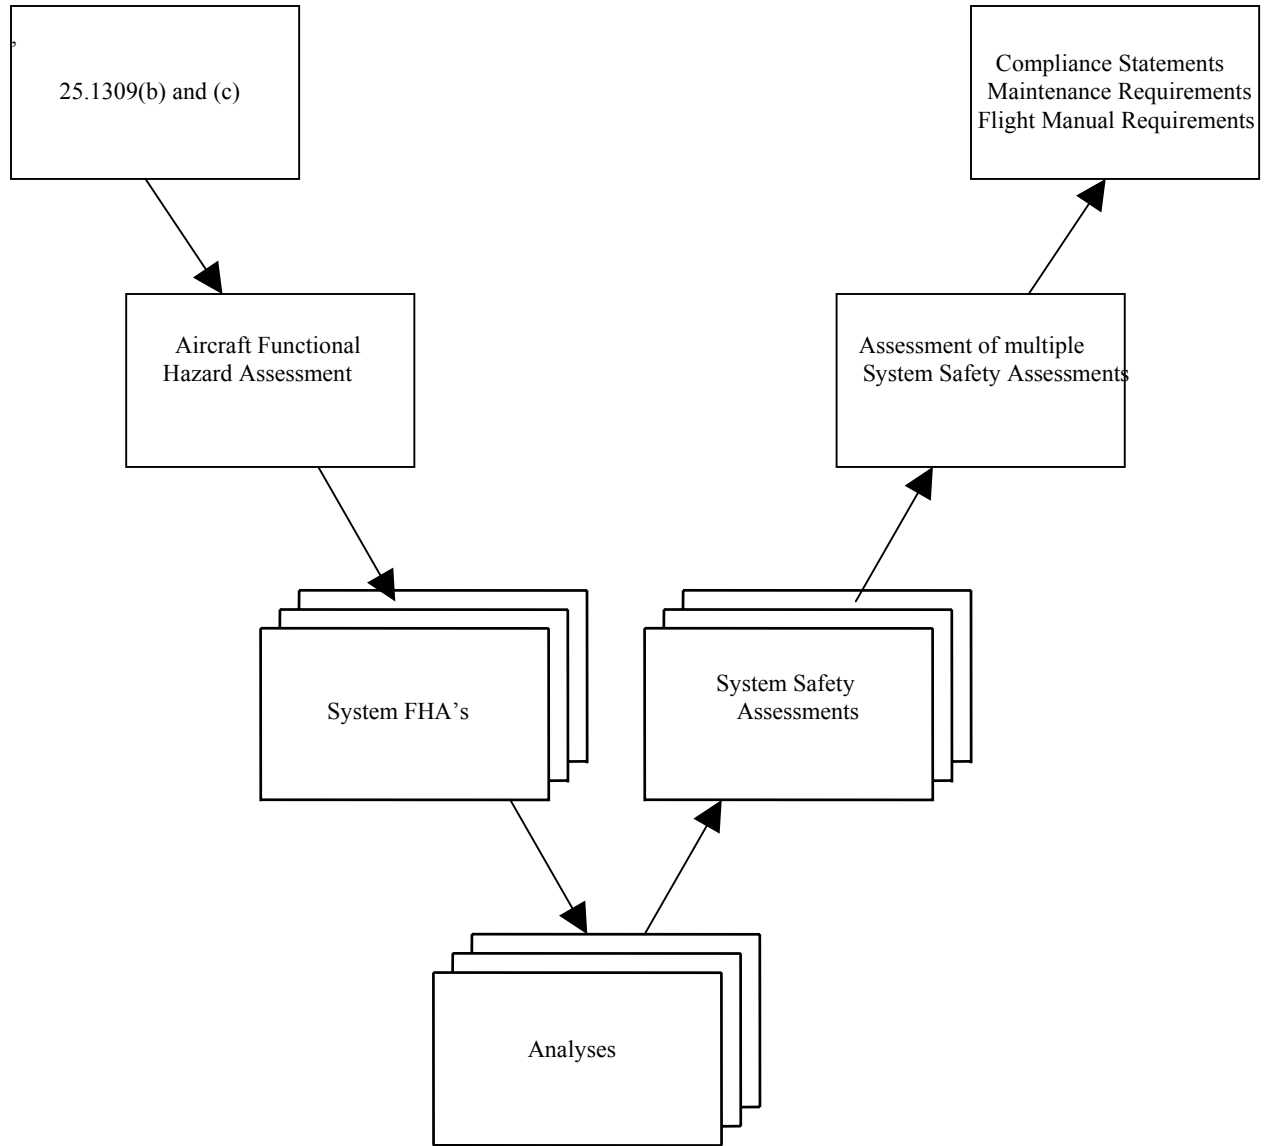 ,
25.1309(b) and (c)
Compliance Statements
Maintenance Requirements
Flight Manual Requirements
Aircraft Functional
Hazard Assessment
Assessment of multiple
System Safety Assessments
System FHA’s
System Safety
Assessments
Analyses